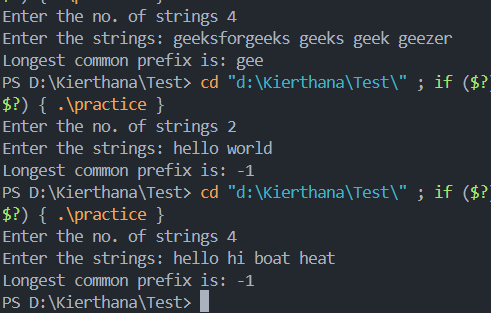 Enter the no. of strings 4
Enter the strings: geeksforgeeks geeks geek geezer
Longest common prefix is: gee
PS D:\Kierthana\Test> cd "d:\Kierthana\Test\" ; if ($?
$?) { .\practice }
Enter the no. of strings 2
Enter the strings: hello world
Longest common prefix is: -1
PS D:\Kierthana\Test> cd "d:\Kierthana\Test\" ; if ($?
$?) { .\practice }
Enter the no. of strings 4
Enter the strings: hello hi boat heat
Longest common prefix is: -1
PS D:\Kierthana\Test>